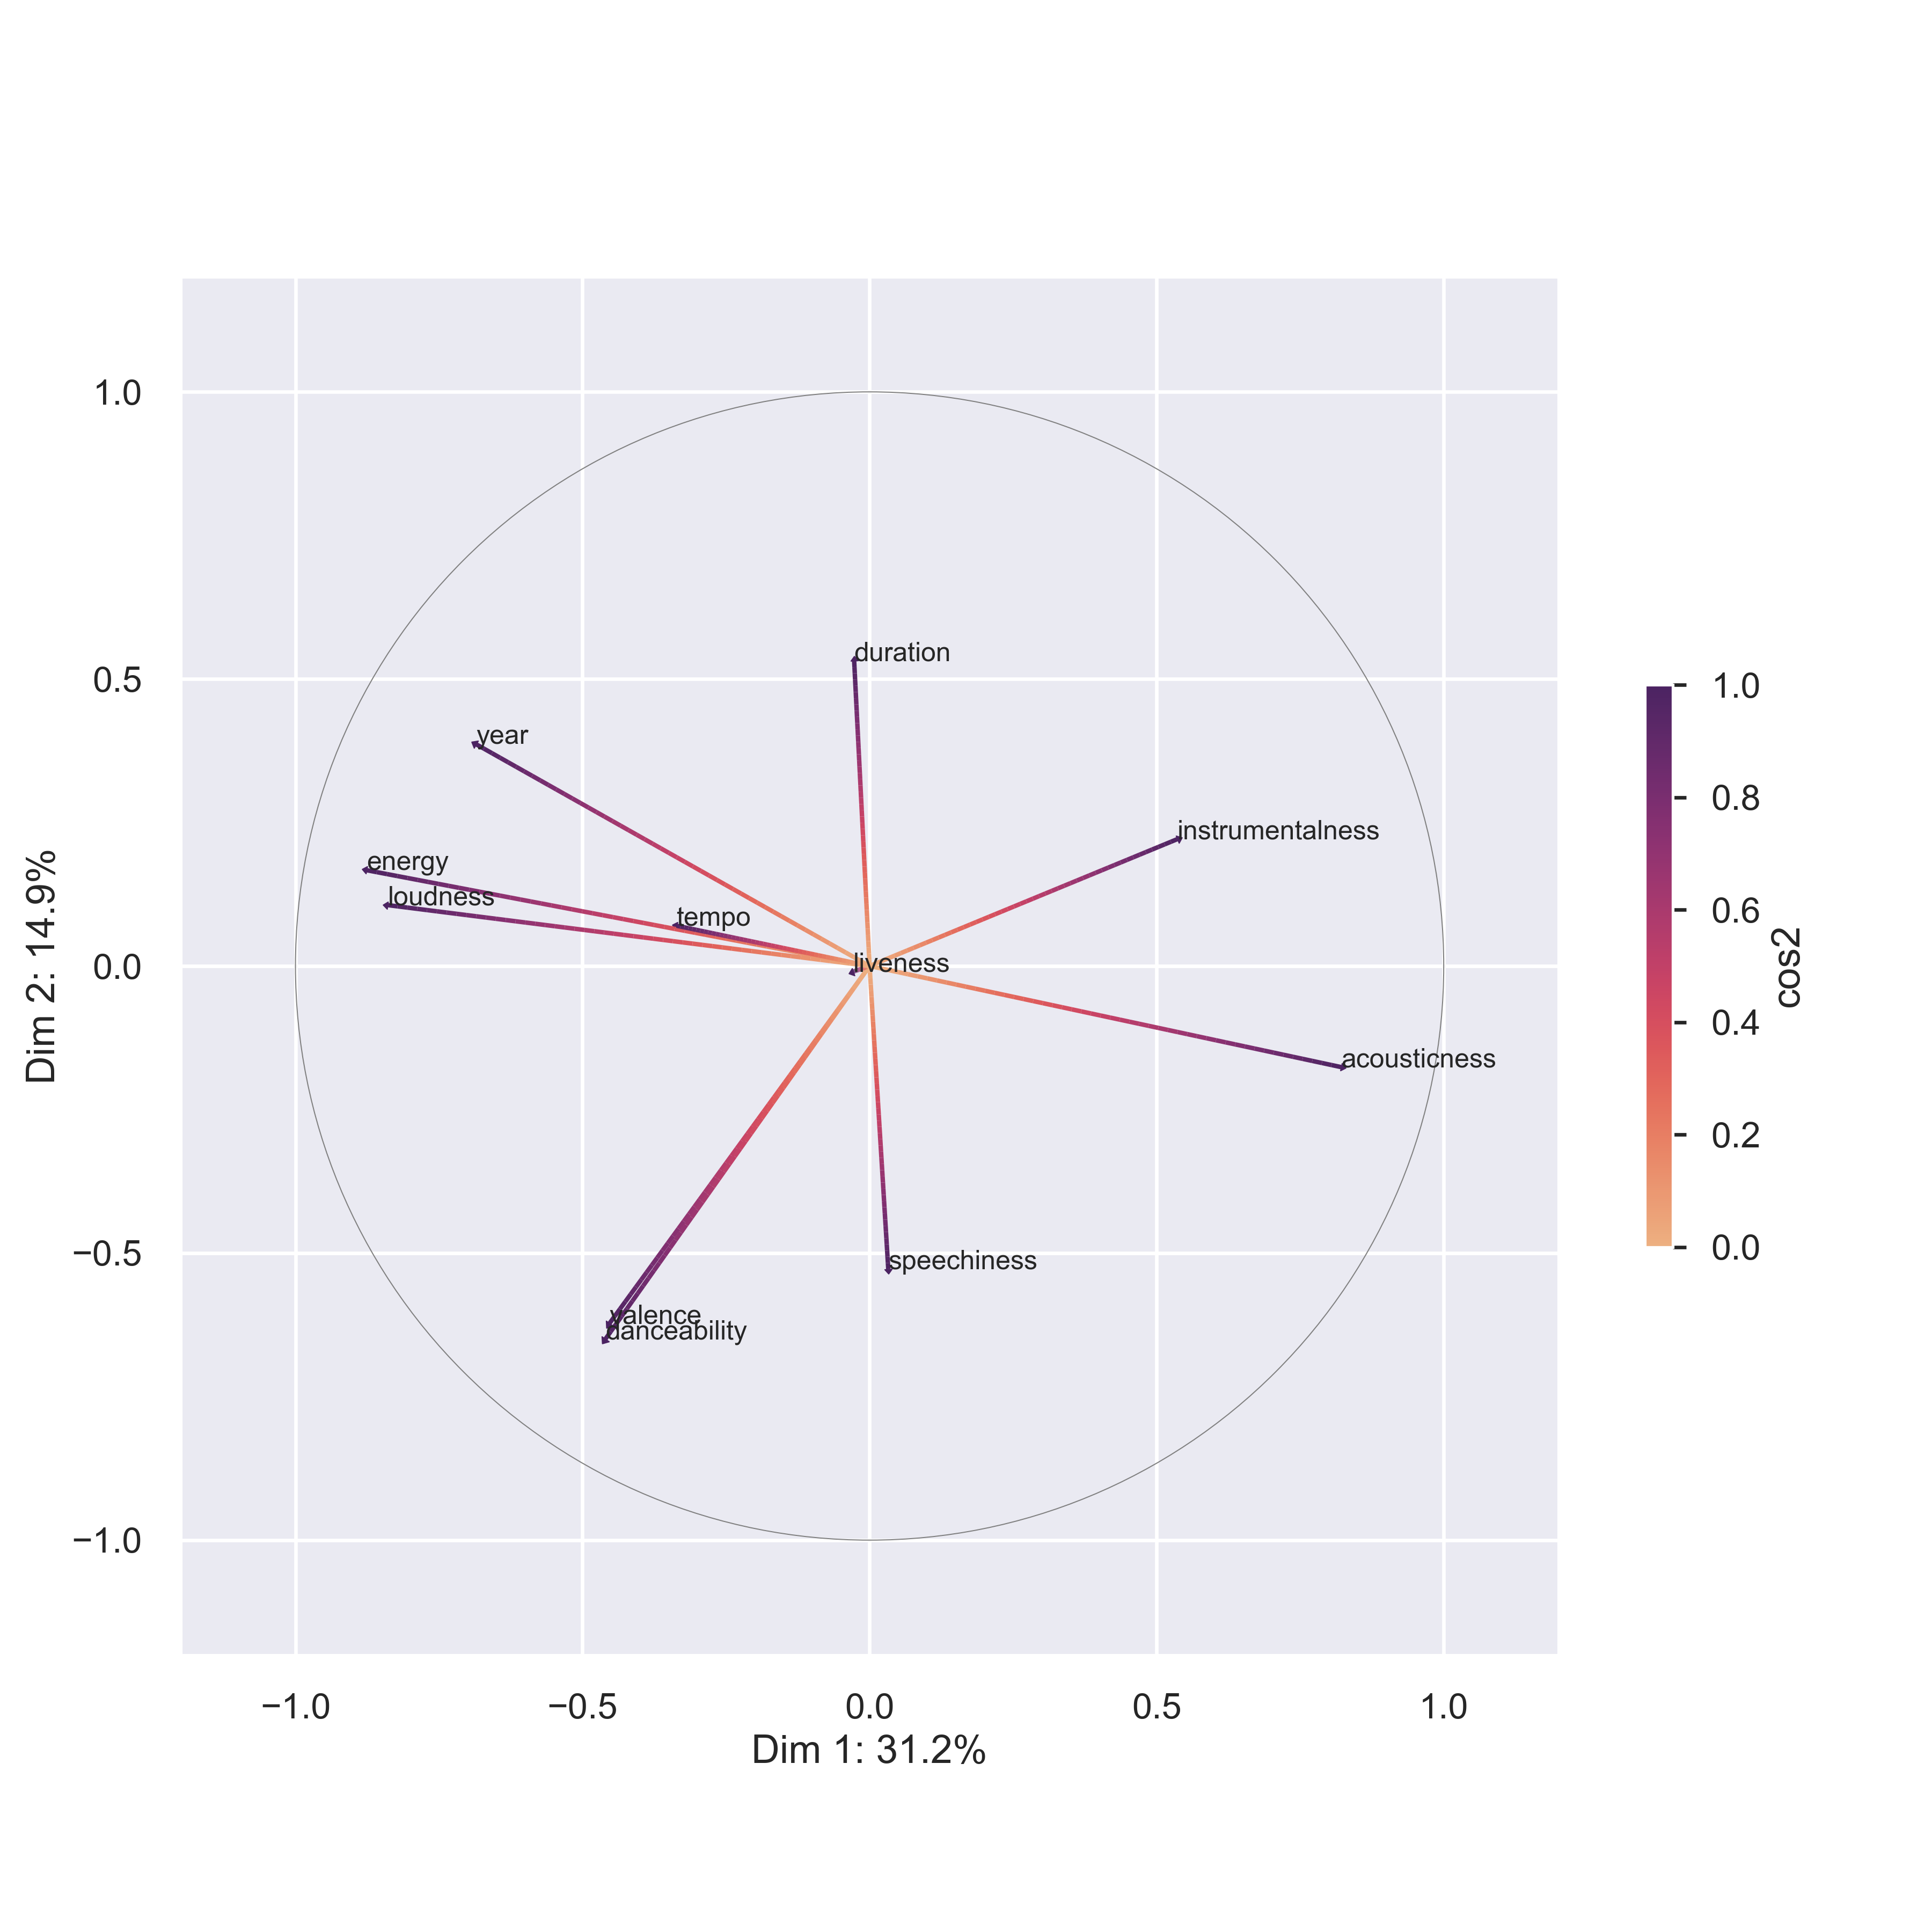 1.0
0.5
0.0
−0.5
−1.0
Dim 2: 14.9%
duration
year
instrumentalness
energy
loudness
tempo
liveness
acousticness
speechiness
valence
danceability
−1.0
−0.5
0.0
0.5
1.0
Dim 1: 31.2%
1.0
0.8
0.6
0.4
0.2
0.0
cos2